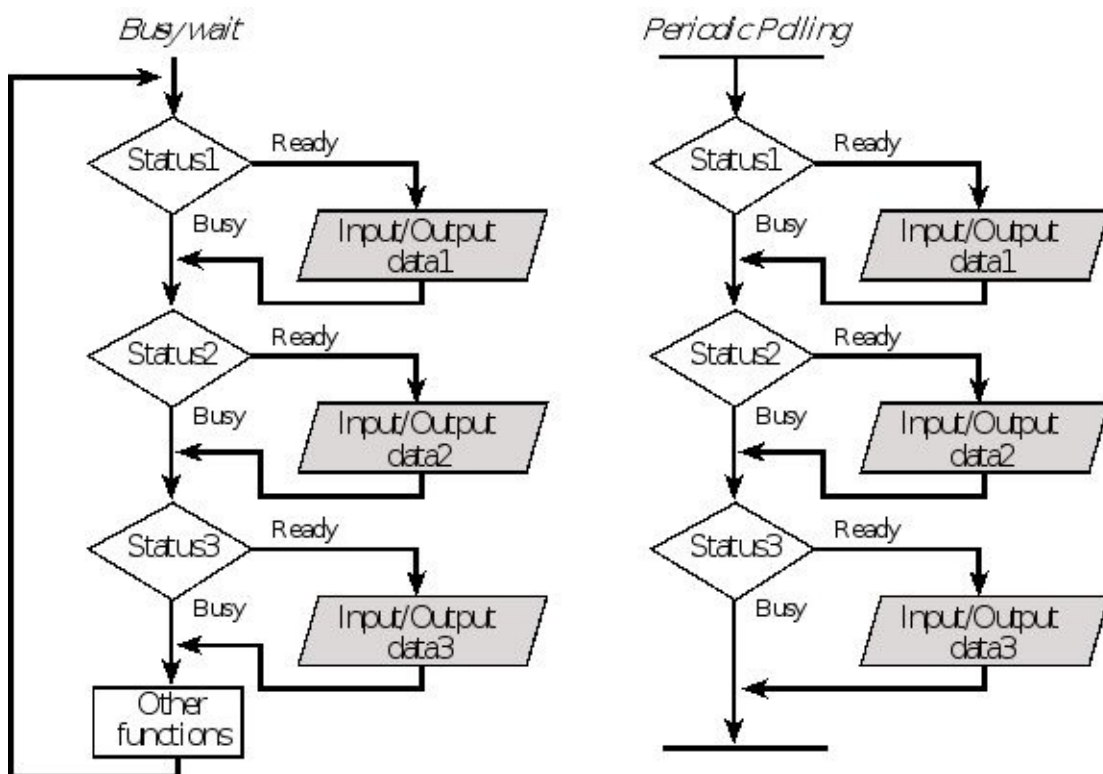 Busy wait
Status1
Ready
Busy
Input/Output
data1
Status2
Ready
Busy
Input/Output
data2
Status3
Ready
Busy
Input/Output
data3
Other
functions
Periodic Polling
Status1
Ready
Busy
Input/Output
data1
Status2
Ready
Busy
Input/Output
data2
Status3
Ready
Busy
Input/Output
data3